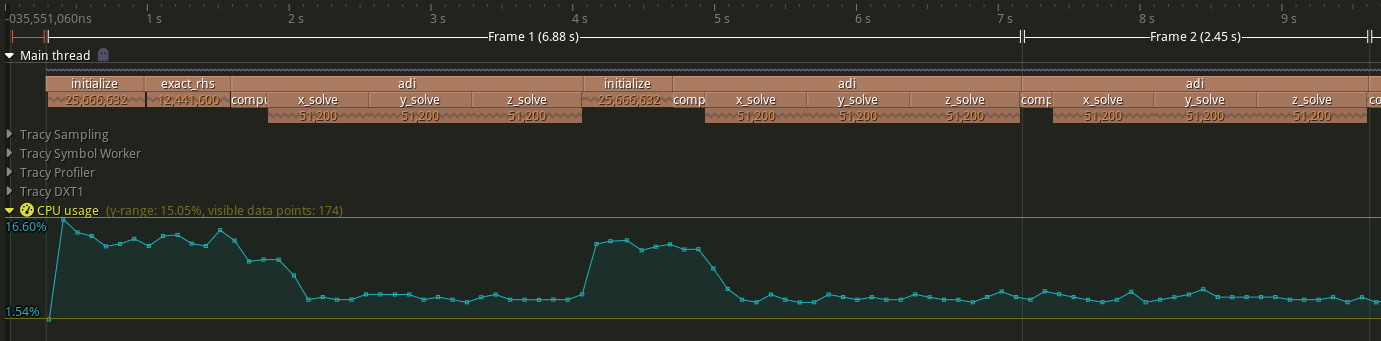 -035,551,060ns 1 s 2 s 3 s 4 s 5 s 6 s 7 s 8 s 9 s
Frame 1 (6.88 s) Frame 2 (2.45 s)
Main thread
initialize exact_rhs adi initialize adi adi
25,666,632 12,441,600 compu x_solve y_solve z_solve 25,666,632 comp x_solve y_solve z_solve comp x_solve y_solve z_solve co
51,200 51,200 51,200 51,200 51,200 51,200 51,200 51,200 51,200
Tracy Sampling
Tracy Symbol Worker
Tracy Profiler
Tracy DXT1
CPU usage (y-range: 15.05%, visible data points: 174)
16.60%
1.54%